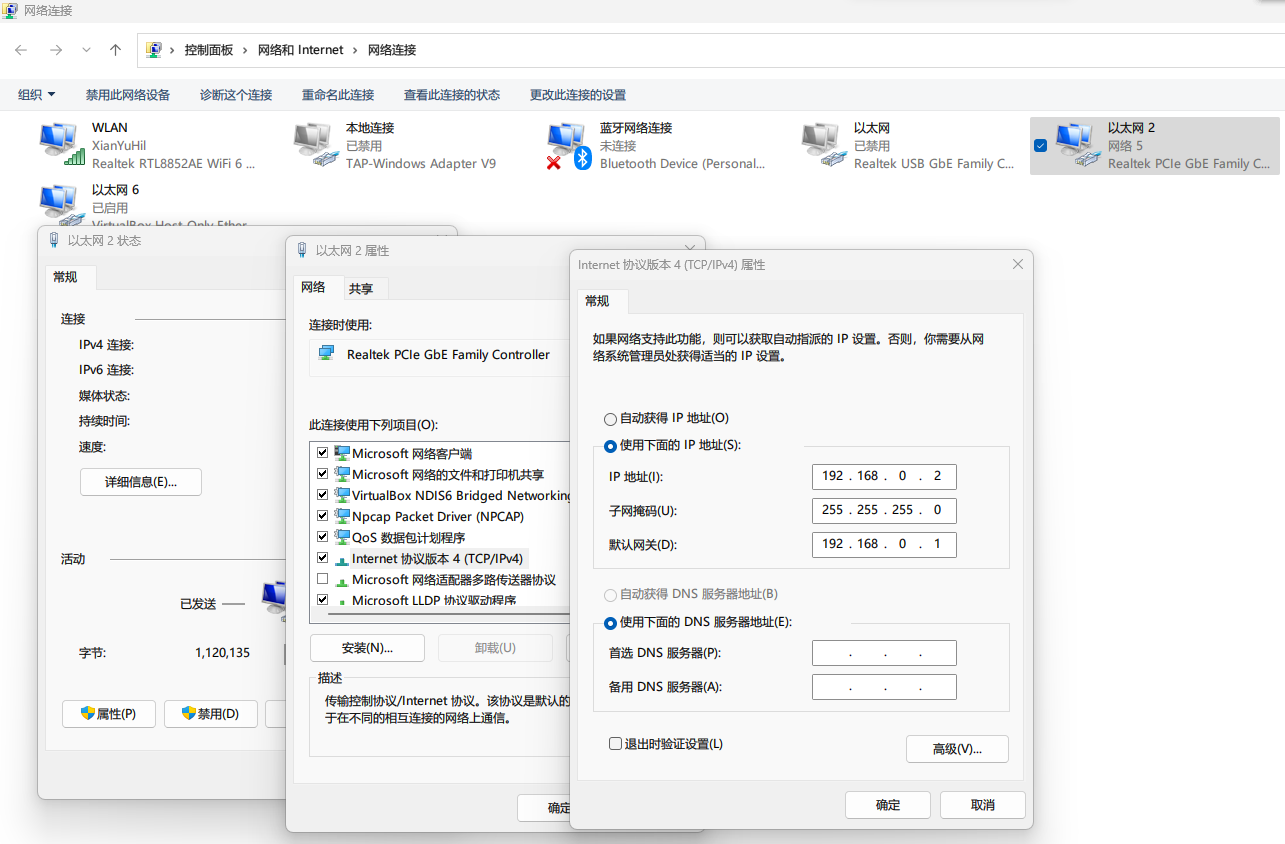 网络连接
控制面板 › 网络和 Internet › 网络连接
组织 禁用此网络设备 诊断这个连接 重命名此连接 查看此连接的状态 更改此连接的设置
WLAN
XianYuHil
Realtek RTL8852AE WiFi 6 ...
本地连接
已禁用
TAP-Windows Adapter V9
蓝牙网络连接
未连接
Bluetooth Device (Personal...
以太网
已禁用
Realtek USB GbE Family C...
以太网 2
网络 5
Realtek PCIe GbE Family C...
以太网 6
已启用
VirtualBox Host-Only Ether
以太网 2 状态
常规
连接
IPv4 连接:
IPv6 连接:
媒体状态:
持续时间:
速度:
详细信息(E)...
活动
已发送
字节:
1,120,135
属性(P)
禁用(D)
以太网 2 属性
网络
共享
连接时使用:
Realtek PCIe GbE Family Controller
此连接使用下列项目(O):
Microsoft 网络客户端
Microsoft 网络的文件和打印机共享
VirtualBox NDIS6 Bridged Networking
Npcap Packet Driver (NPCAP)
QoS 数据包计划程序
Internet 协议版本 4 (TCP/IPv4)
Microsoft 网络适配器多路传送器协议
Microsoft LLDP 协议驱动程序
安装(N)...
卸载(U)
描述
传输控制协议/Internet 协议。该协议是默认的
于在不同的相互连接的网络上通信。
确定
Internet 协议版本 4 (TCP/IPv4) 属性
常规
如果网络支持此功能，则可以获取自动指派的 IP 设置。否则，你需要从网
络系统管理员处获得适当的 IP 设置。
自动获得 IP 地址(O)
使用下面的 IP 地址(S):
IP 地址(I):
192 . 168 . 0 . 2
子网掩码(U):
255 . 255 . 255 . 0
默认网关(D):
192 . 168 . 0 . 1
自动获得 DNS 服务器地址(B)
使用下面的 DNS 服务器地址(E):
首选 DNS 服务器(P):
. . .
备用 DNS 服务器(A):
. . .
退出时验证设置(L)
高级(V)...
确定
取消